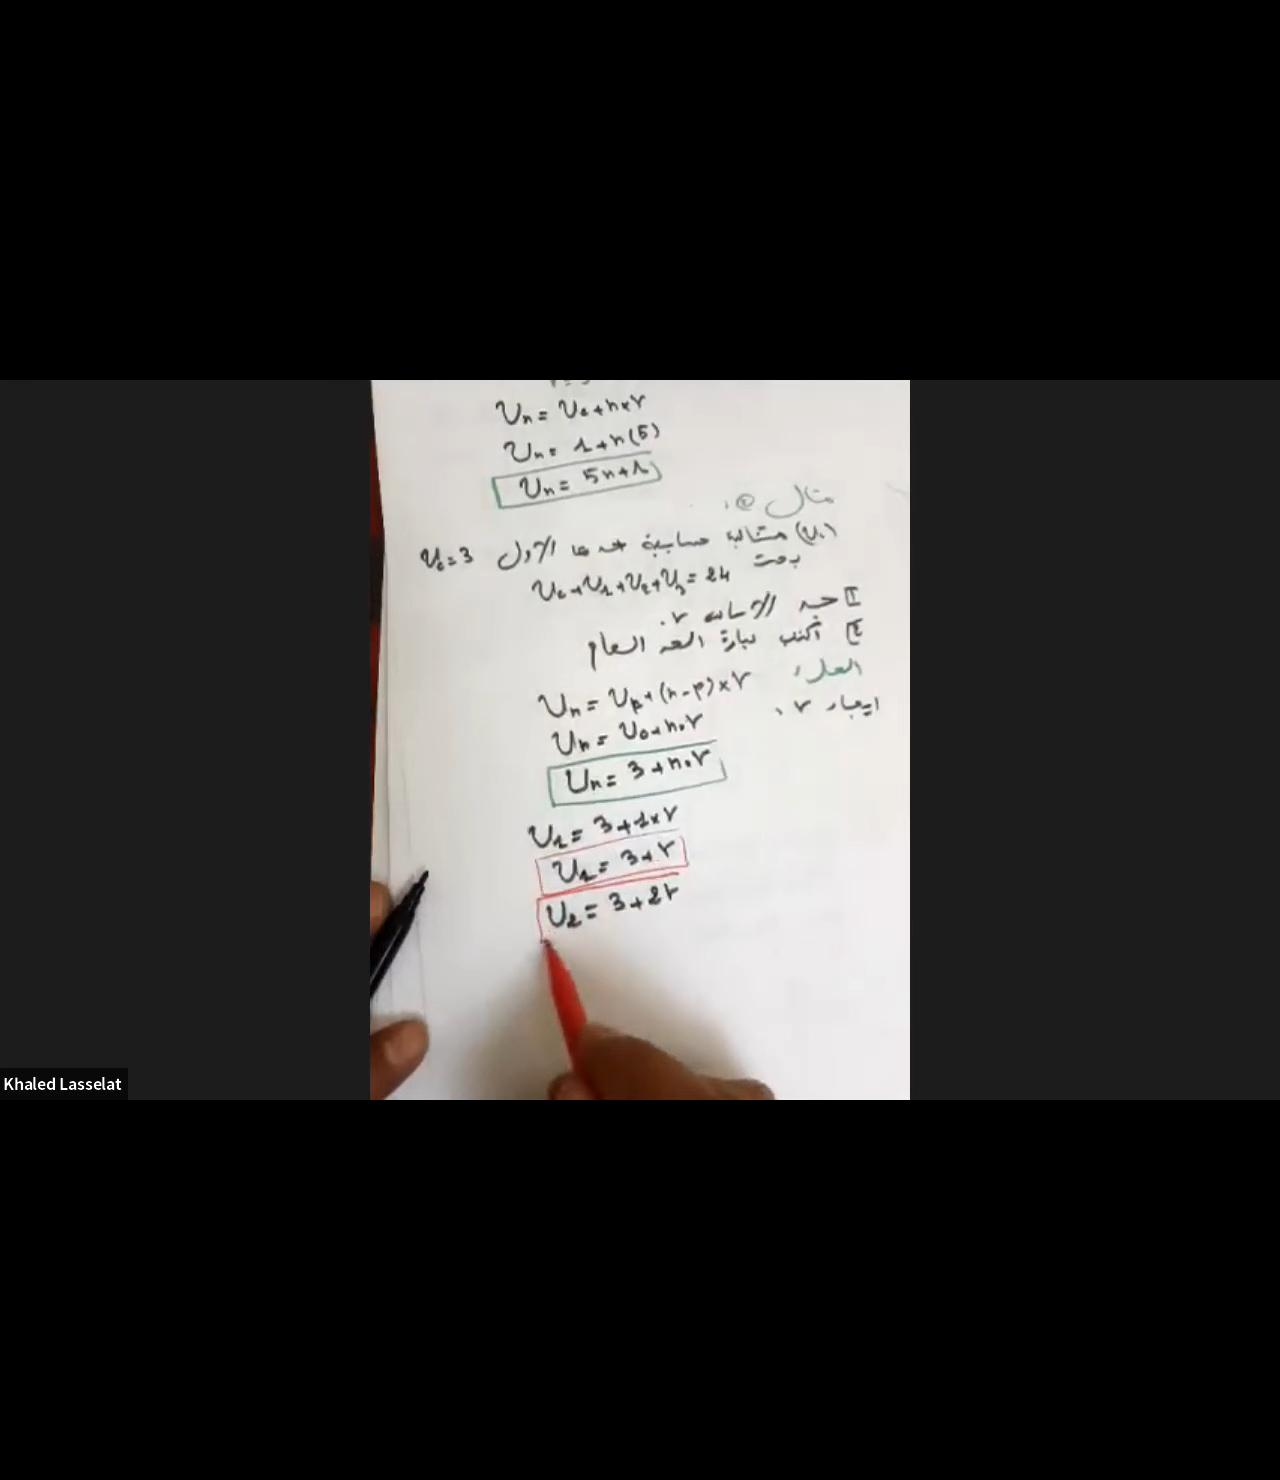 Un = U0 + n×r
Un = 1 + n(5)
Un = 5n+1
مثال ②:
(Un) متتالية حسابية حدها الأول U0 = 3
بحيث U0 + U1 + U2 + U3 = 24
1 جد الأساس r.
2 أكتب عبارة الحد العام
الحل:
ايجاد r.
Un = Up + (n-p)×r
Un = U0 + n.r
Un = 3 + n.r
U1 = 3 + 1×r
U1 = 3 + r
U2 = 3 + 2r
Khaled Lasselat